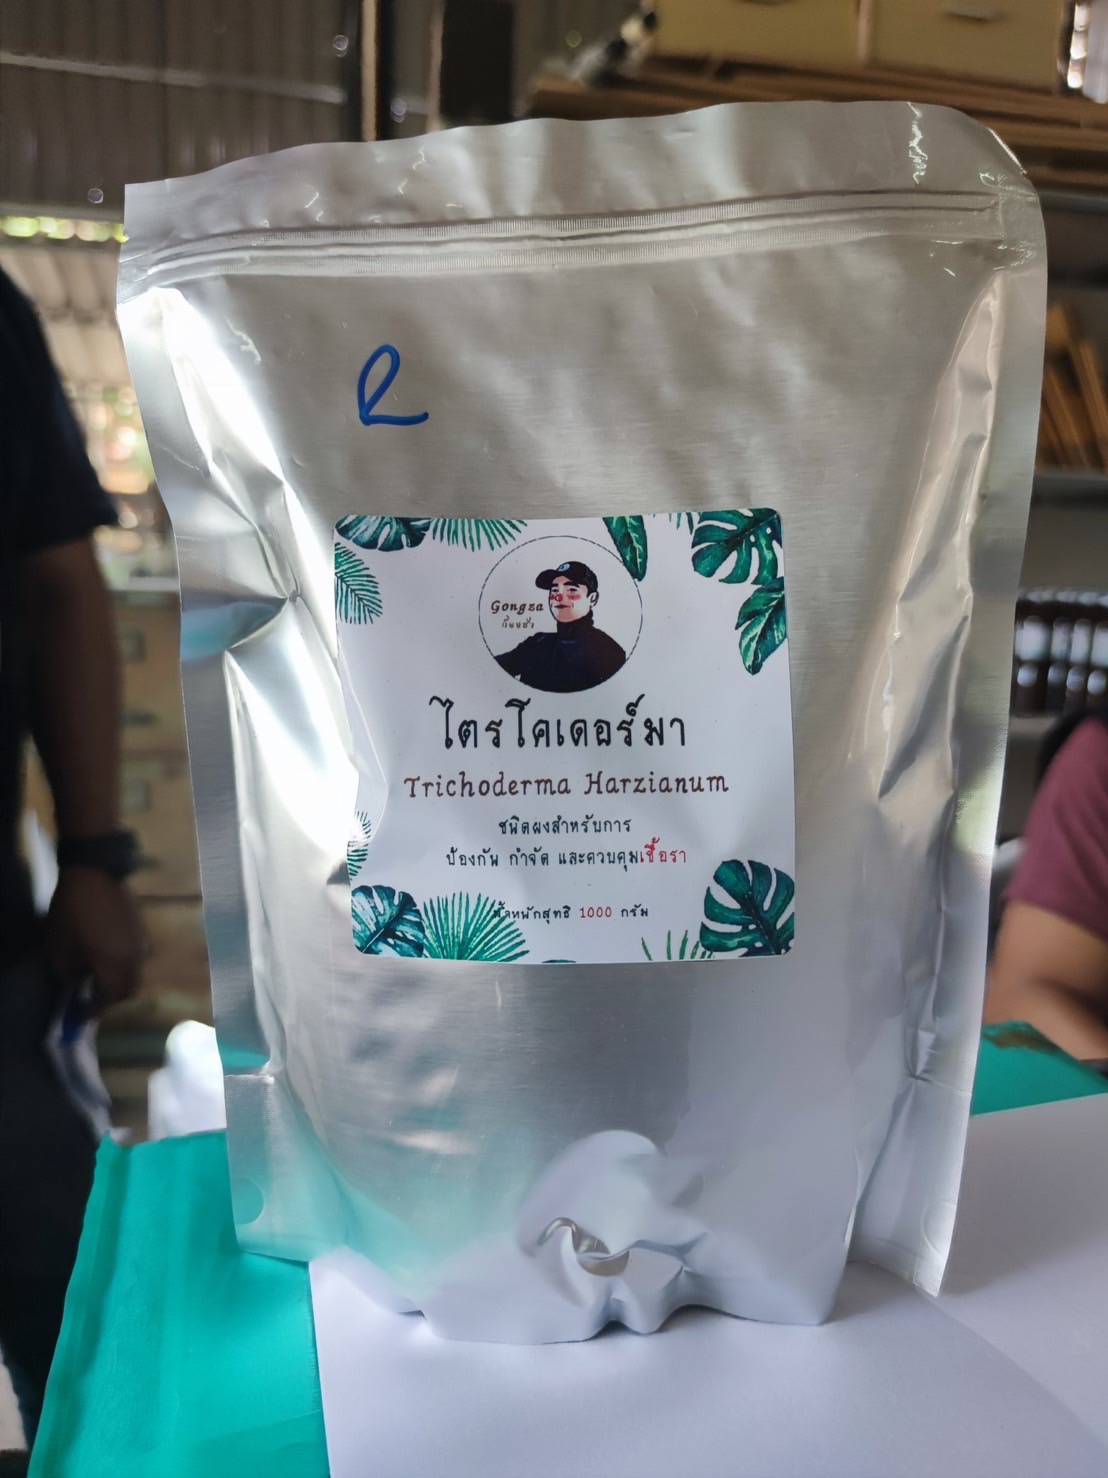 Gongza
ไตรโคเดอร์มา
Trichoderma Harzianum
ชนิดผงสำหรับการ
ป้องกัน กำจัด และควบคุมเชื้อรา
น้ำหนักสุทธิ 1000 กรัม